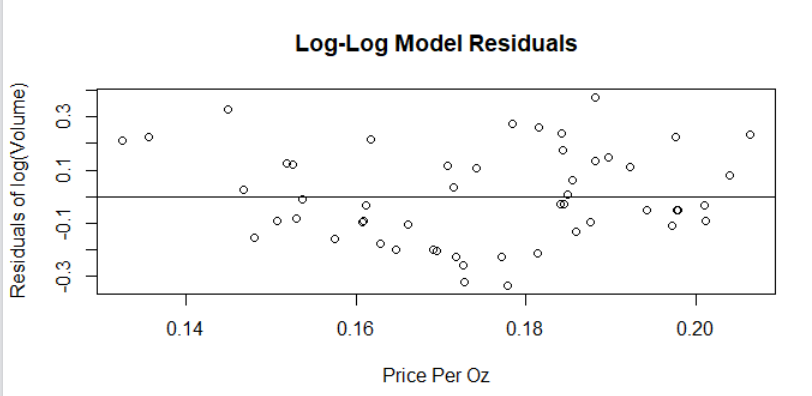 Log-Log Model Residuals
Residuals of log(Volume)
0.3
0.1
-0.1
-0.3
0.14 0.16 0.18 0.20
Price Per Oz